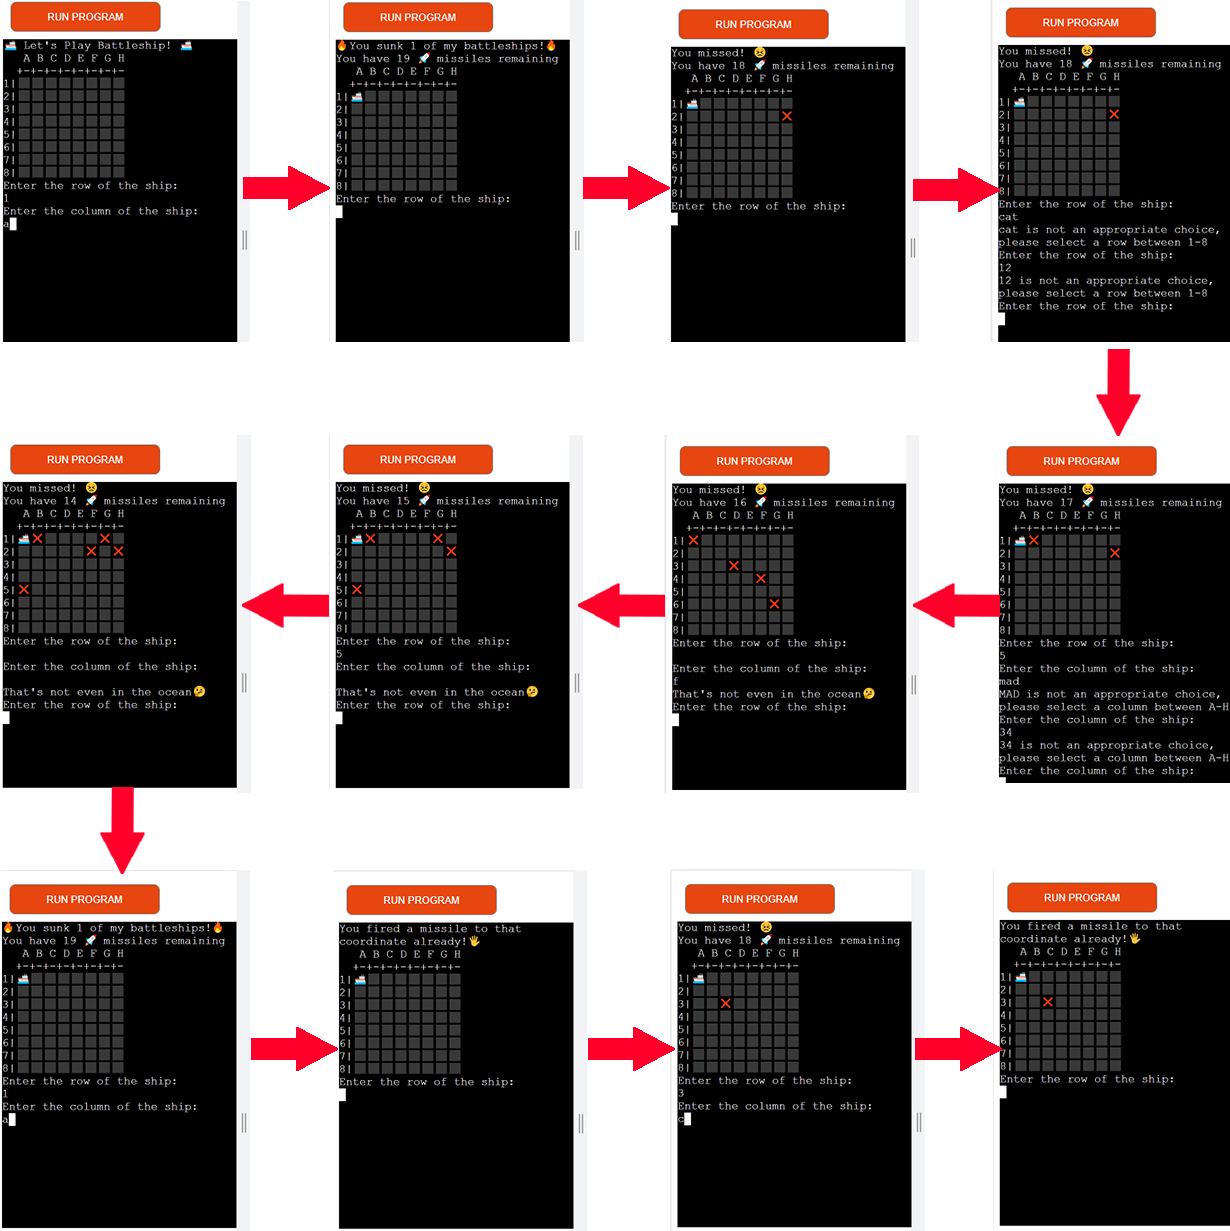 RUN PROGRAM
🚢 Let's Play Battleship! 🚢
A B C D E F G H
+-+-+-+-+-+-+-+-
1|
2|
3|
4|
5|
6|
7|
8|
Enter the row of the ship:
1
Enter the column of the ship:
a
RUN PROGRAM
🔥You sunk 1 of my battleships!🔥
You have 19 🚀 missiles remaining
A B C D E F G H
+-+-+-+-+-+-+-+-
1|🚢
2|
3|
4|
5|
6|
7|
8|
Enter the row of the ship:
RUN PROGRAM
You missed! 😣
You have 18 🚀 missiles remaining
A B C D E F G H
+-+-+-+-+-+-+-+-
1|🚢
2| ❌
3|
4|
5|
6|
7|
8|
Enter the row of the ship:
RUN PROGRAM
You missed! 😣
You have 18 🚀 missiles remaining
A B C D E F G H
+-+-+-+-+-+-+-+-
1|🚢
2| ❌
3|
4|
5|
6|
7|
8|
Enter the row of the ship:
cat
cat is not an appropriate choice,
please select a row between 1-8
Enter the row of the ship:
12
12 is not an appropriate choice,
please select a row between 1-8
Enter the row of the ship:
RUN PROGRAM
You missed! 😣
You have 17 🚀 missiles remaining
A B C D E F G H
+-+-+-+-+-+-+-+-
1|🚢❌
2| ❌
3|
4|
5|
6|
7|
8|
Enter the row of the ship:
5
Enter the column of the ship:
mad
MAD is not an appropriate choice,
please select a column between A-H
Enter the column of the ship:
34
34 is not an appropriate choice,
please select a column between A-H
Enter the column of the ship:
RUN PROGRAM
You missed! 😣
You have 16 🚀 missiles remaining
A B C D E F G H
+-+-+-+-+-+-+-+-
1|❌
2|
3| ❌
4| ❌
5|
6| ❌
7|
8|
Enter the row of the ship:
Enter the column of the ship:
f
That's not even in the ocean🤔
Enter the row of the ship:
RUN PROGRAM
You missed! 😣
You have 15 🚀 missiles remaining
A B C D E F G H
+-+-+-+-+-+-+-+-
1|🚢❌ ❌
2| ❌
3|
4|
5|❌
6|
7|
8|
Enter the row of the ship:
5
Enter the column of the ship:
That's not even in the ocean🤔
Enter the row of the ship:
RUN PROGRAM
You missed! 😣
You have 14 🚀 missiles remaining
A B C D E F G H
+-+-+-+-+-+-+-+-
1|🚢❌ ❌
2| ❌ ❌
3|
4|
5|❌
6|
7|
8|
Enter the row of the ship:
Enter the column of the ship:
That's not even in the ocean🤔
Enter the row of the ship:
RUN PROGRAM
🔥You sunk 1 of my battleships!🔥
You have 19 🚀 missiles remaining
A B C D E F G H
+-+-+-+-+-+-+-+-
1|🚢
2|
3|
4|
5|
6|
7|
8|
Enter the row of the ship:
1
Enter the column of the ship:
a
RUN PROGRAM
You fired a missile to that
coordinate already!🖐
A B C D E F G H
+-+-+-+-+-+-+-+-
1|🚢
2|
3|
4|
5|
6|
7|
8|
Enter the row of the ship:
RUN PROGRAM
You missed! 😣
You have 18 🚀 missiles remaining
A B C D E F G H
+-+-+-+-+-+-+-+-
1|🚢
2|
3| ❌
4|
5|
6|
7|
8|
Enter the row of the ship:
3
Enter the column of the ship:
c
RUN PROGRAM
You fired a missile to that
coordinate already!🖐
A B C D E F G H
+-+-+-+-+-+-+-+-
1|🚢
2|
3| ❌
4|
5|
6|
7|
8|
Enter the row of the ship: